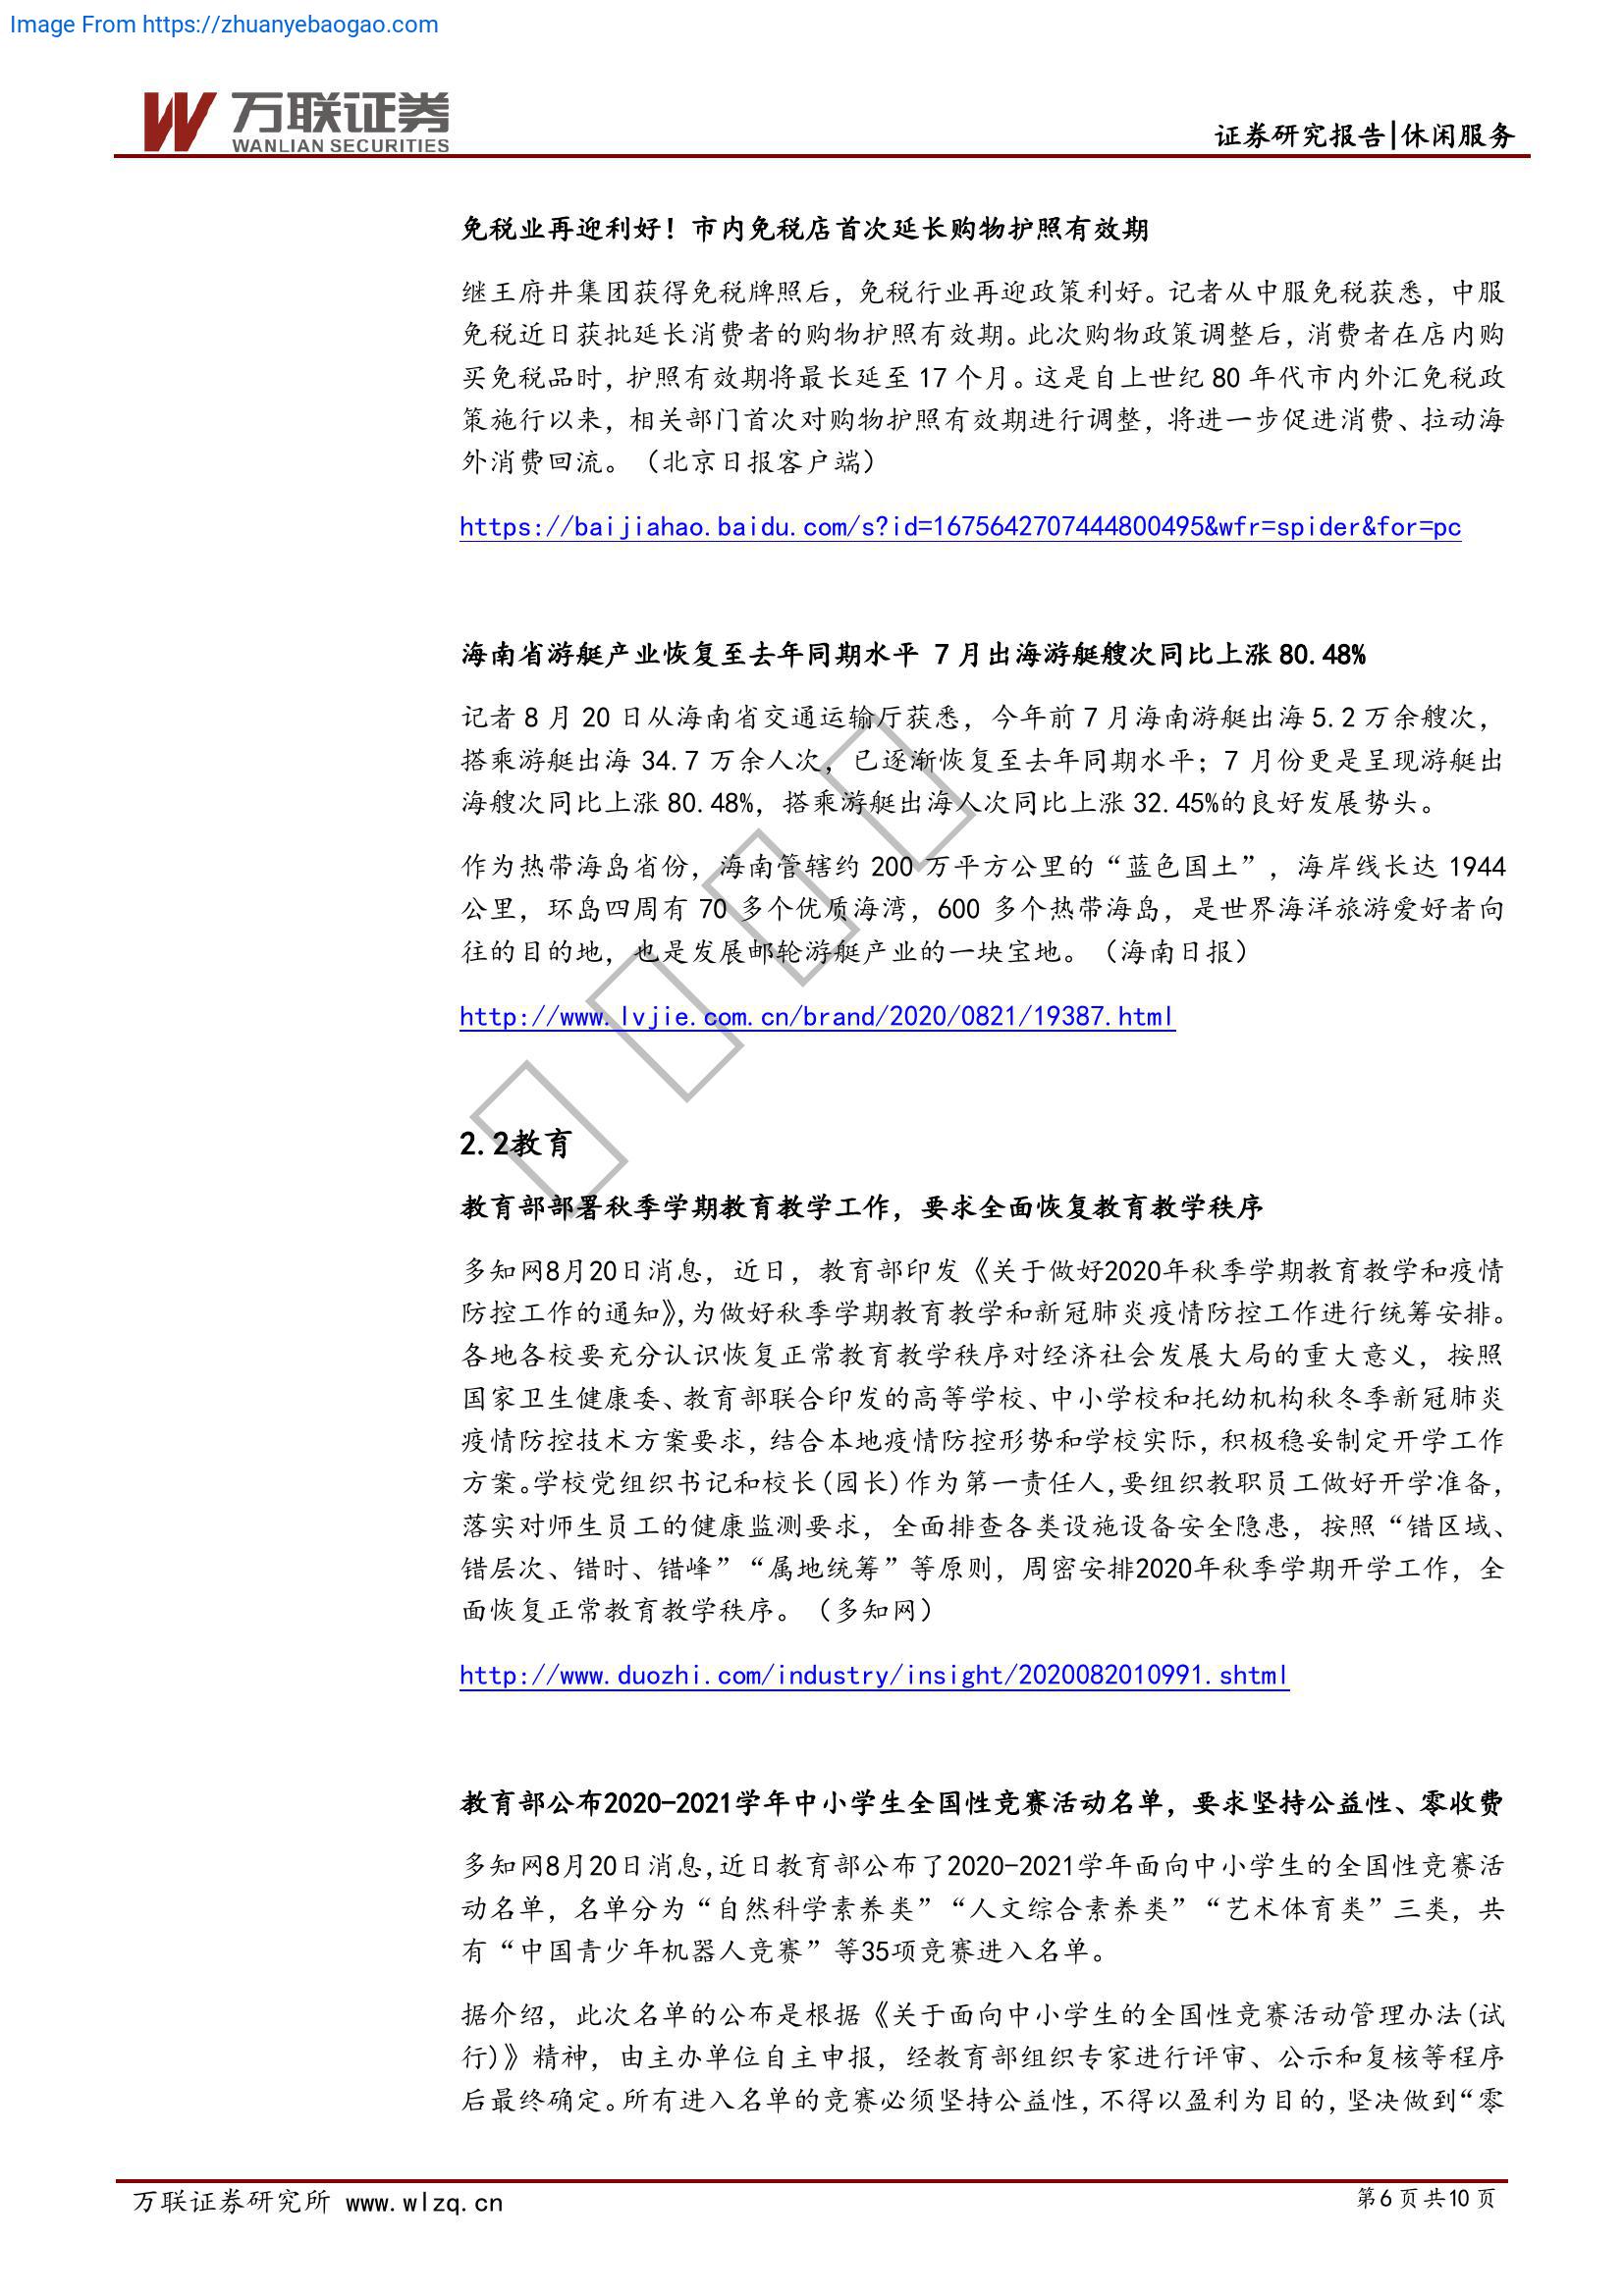 Image From https://zhuanyebaogao.com
万联证券
WANLIAN SECURITIES
证券研究报告|休闲服务
免税业再迎利好！市内免税店首次延长购物护照有效期
继王府井集团获得免税牌照后，免税行业再迎政策利好。记者从中服免税获悉，中服
免税近日获批延长消费者的购物护照有效期。此次购物政策调整后，消费者在店内购
买免税品时，护照有效期将最长延至 17 个月。这是自上世纪 80 年代市内外汇免税政
策施行以来，相关部门首次对购物护照有效期进行调整，将进一步促进消费、拉动海
外消费回流。（北京日报客户端）
https://baijiahao.baidu.com/s?id=1675642707444800495&wfr=spider&for=pc
海南省游艇产业恢复至去年同期水平 7 月出海游艇艘次同比上涨 80.48%
记者 8 月 20 日从海南省交通运输厅获悉，今年前 7 月海南游艇出海 5.2 万余艘次，
搭乘游艇出海 34.7 万余人次，已逐渐恢复至去年同期水平；7 月份更是呈现游艇出
海艘次同比上涨 80.48%，搭乘游艇出海人次同比上涨 32.45%的良好发展势头。
作为热带海岛省份，海南管辖约 200 万平方公里的“蓝色国土”，海岸线长达 1944
公里，环岛四周有 70 多个优质海湾，600 多个热带海岛，是世界海洋旅游爱好者向
往的目的地，也是发展邮轮游艇产业的一块宝地。（海南日报）
http://www.lvjie.com.cn/brand/2020/0821/19387.html
2.2教育
教育部部署秋季学期教育教学工作，要求全面恢复教育教学秩序
多知网8月20日消息，近日，教育部印发《关于做好2020年秋季学期教育教学和疫情
防控工作的通知》，为做好秋季学期教育教学和新冠肺炎疫情防控工作进行统筹安排。
各地各校要充分认识恢复正常教育教学秩序对经济社会发展大局的重大意义，按照
国家卫生健康委、教育部联合印发的高等学校、中小学校和托幼机构秋冬季新冠肺炎
疫情防控技术方案要求，结合本地疫情防控形势和学校实际，积极稳妥制定开学工作
方案。学校党组织书记和校长(园长)作为第一责任人，要组织教职员工做好开学准备，
落实对师生员工的健康监测要求，全面排查各类设施设备安全隐患，按照“错区域、
错层次、错时、错峰”“属地统筹”等原则，周密安排2020年秋季学期开学工作，全
面恢复正常教育教学秩序。（多知网）
http://www.duozhi.com/industry/insight/2020082010991.shtml
教育部公布2020-2021学年中小学生全国性竞赛活动名单，要求坚持公益性、零收费
多知网8月20日消息，近日教育部公布了2020-2021学年面向中小学生的全国性竞赛活
动名单，名单分为“自然科学素养类”“人文综合素养类”“艺术体育类”三类，共
有“中国青少年机器人竞赛”等35项竞赛进入名单。
据介绍，此次名单的公布是根据《关于面向中小学生的全国性竞赛活动管理办法(试
行)》精神，由主办单位自主申报，经教育部组织专家进行评审、公示和复核等程序
后最终确定。所有进入名单的竞赛必须坚持公益性，不得以盈利为目的，坚决做到“零
万联证券研究所 www.wlzq.cn
第 6 页 共 10 页